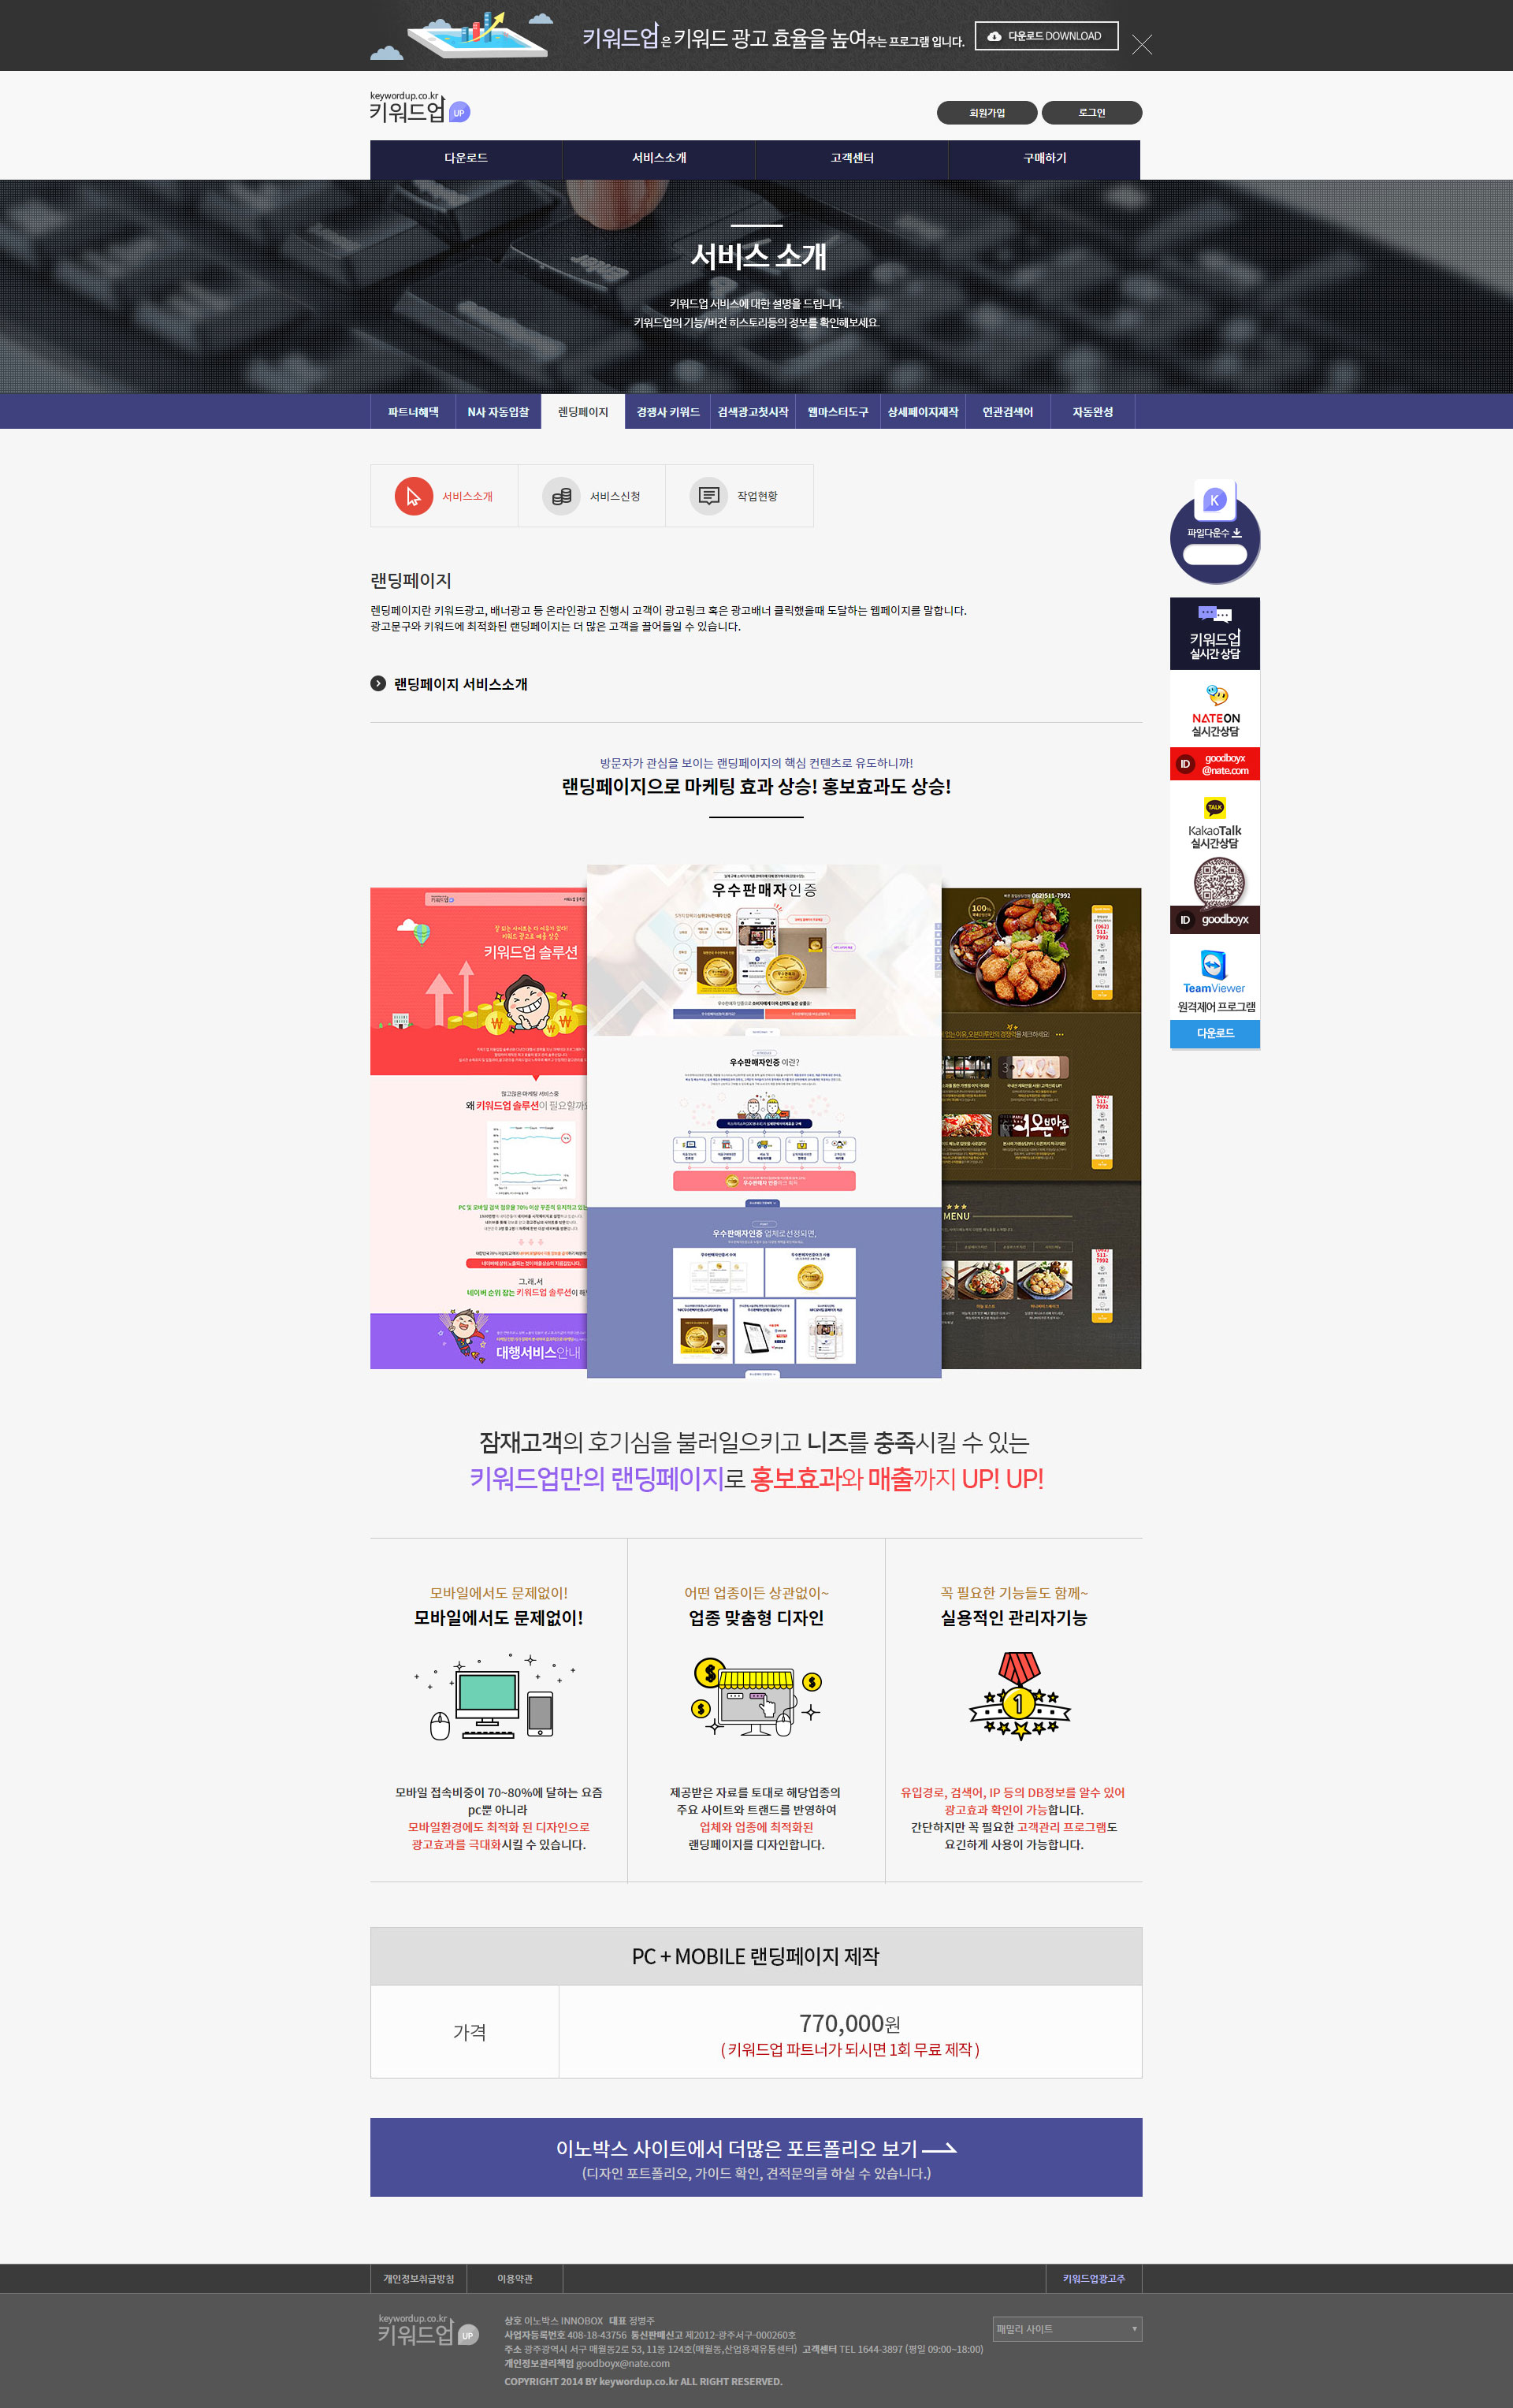 키워드업은 키워드 광고 효율을 높여주는 프로그램 입니다.
다운로드 DOWNLOAD
keywordup.co.kr
키워드업 UP
회원가입
로그인
다운로드
서비스소개
고객센터
구매하기
서비스 소개
키워드업 서비스에 대한 설명을 드립니다.
키워드업의 기능/버전 히스토리등의 정보를 확인해보세요.
파트너혜택
N사 자동입찰
렌딩페이지
경쟁사 키워드
검색광고첫시작
웹마스터도구
상세페이지제작
연관검색어
자동완성
서비스소개
서비스신청
작업현황
K
파일다운수
랜딩페이지
렌딩페이지란 키워드광고, 배너광고 등 온라인광고 진행시 고객이 광고링크 혹은 광고배너 클릭했을때 도달하는 웹페이지를 말합니다.
광고문구와 키워드에 최적화된 랜딩페이지는 더 많은 고객을 끌어들일 수 있습니다.
키워드업
실시간 상담
랜딩페이지 서비스소개
NATEON
실시간상담
ID
goodboyx
@nate.com
방문자가 관심을 보이는 랜딩페이지의 핵심 컨텐츠로 유도하니까!
랜딩페이지으로 마케팅 효과 상승! 홍보효과도 상승!
TALK
KakaoTalk
실시간상담
ID goodboyx
TeamViewer
원격제어 프로그램
다운로드
키워드업
키워드업 솔루션
왜 키워드업 솔루션이 필요할까
그.래.서
네이버 순위 잡는 키워드업 솔루션이
대행서비스안내
우수판매자인증
우수판매자인증 이란?
우수판매자인증 업체로선정되면,
062)511-7992
100%
(062)
511-
7992
MENU
잠재고객의 호기심을 불러일으키고 니즈를 충족시킬 수 있는
키워드업만의 랜딩페이지로 홍보효과와 매출까지 UP! UP!
모바일에서도 문제없이!
모바일에서도 문제없이!
모바일 접속비중이 70~80%에 달하는 요즘
pc뿐 아니라
모바일환경에도 최적화 된 디자인으로
광고효과를 극대화시킬 수 있습니다.
어떤 업종이든 상관없이~
업종 맞춤형 디자인
제공받은 자료를 토대로 해당업종의
주요 사이트와 트랜드를 반영하여
업체와 업종에 최적화된
랜딩페이지를 디자인합니다.
꼭 필요한 기능들도 함께~
실용적인 관리자기능
1
유입경로, 검색어, IP 등의 DB정보를 알수 있어
광고효과 확인이 가능합니다.
간단하지만 꼭 필요한 고객관리 프로그램도
요긴하게 사용이 가능합니다.
PC + MOBILE 랜딩페이지 제작
가격
770,000원
( 키워드업 파트너가 되시면 1회 무료 제작 )
이노박스 사이트에서 더많은 포트폴리오 보기
(디자인 포트폴리오, 가이드 확인, 견적문의를 하실 수 있습니다.)
개인정보취급방침
이용약관
키워드업광고주
keywordup.co.kr
키워드업 UP
상호 이노박스 INNOBOX 대표 정병주
사업자등록번호 408-18-43756 통신판매신고 제2012-광주서구-000260호
주소 광주광역시 서구 매월동2로 53, 11동 124호(매월동,산업용재유통센터) 고객센터 TEL 1644-3897 (평일 09:00~18:00)
개인정보관리책임 goodboyx@nate.com
COPYRIGHT 2014 BY keywordup.co.kr ALL RIGHT RESERVED.
패밀리 사이트